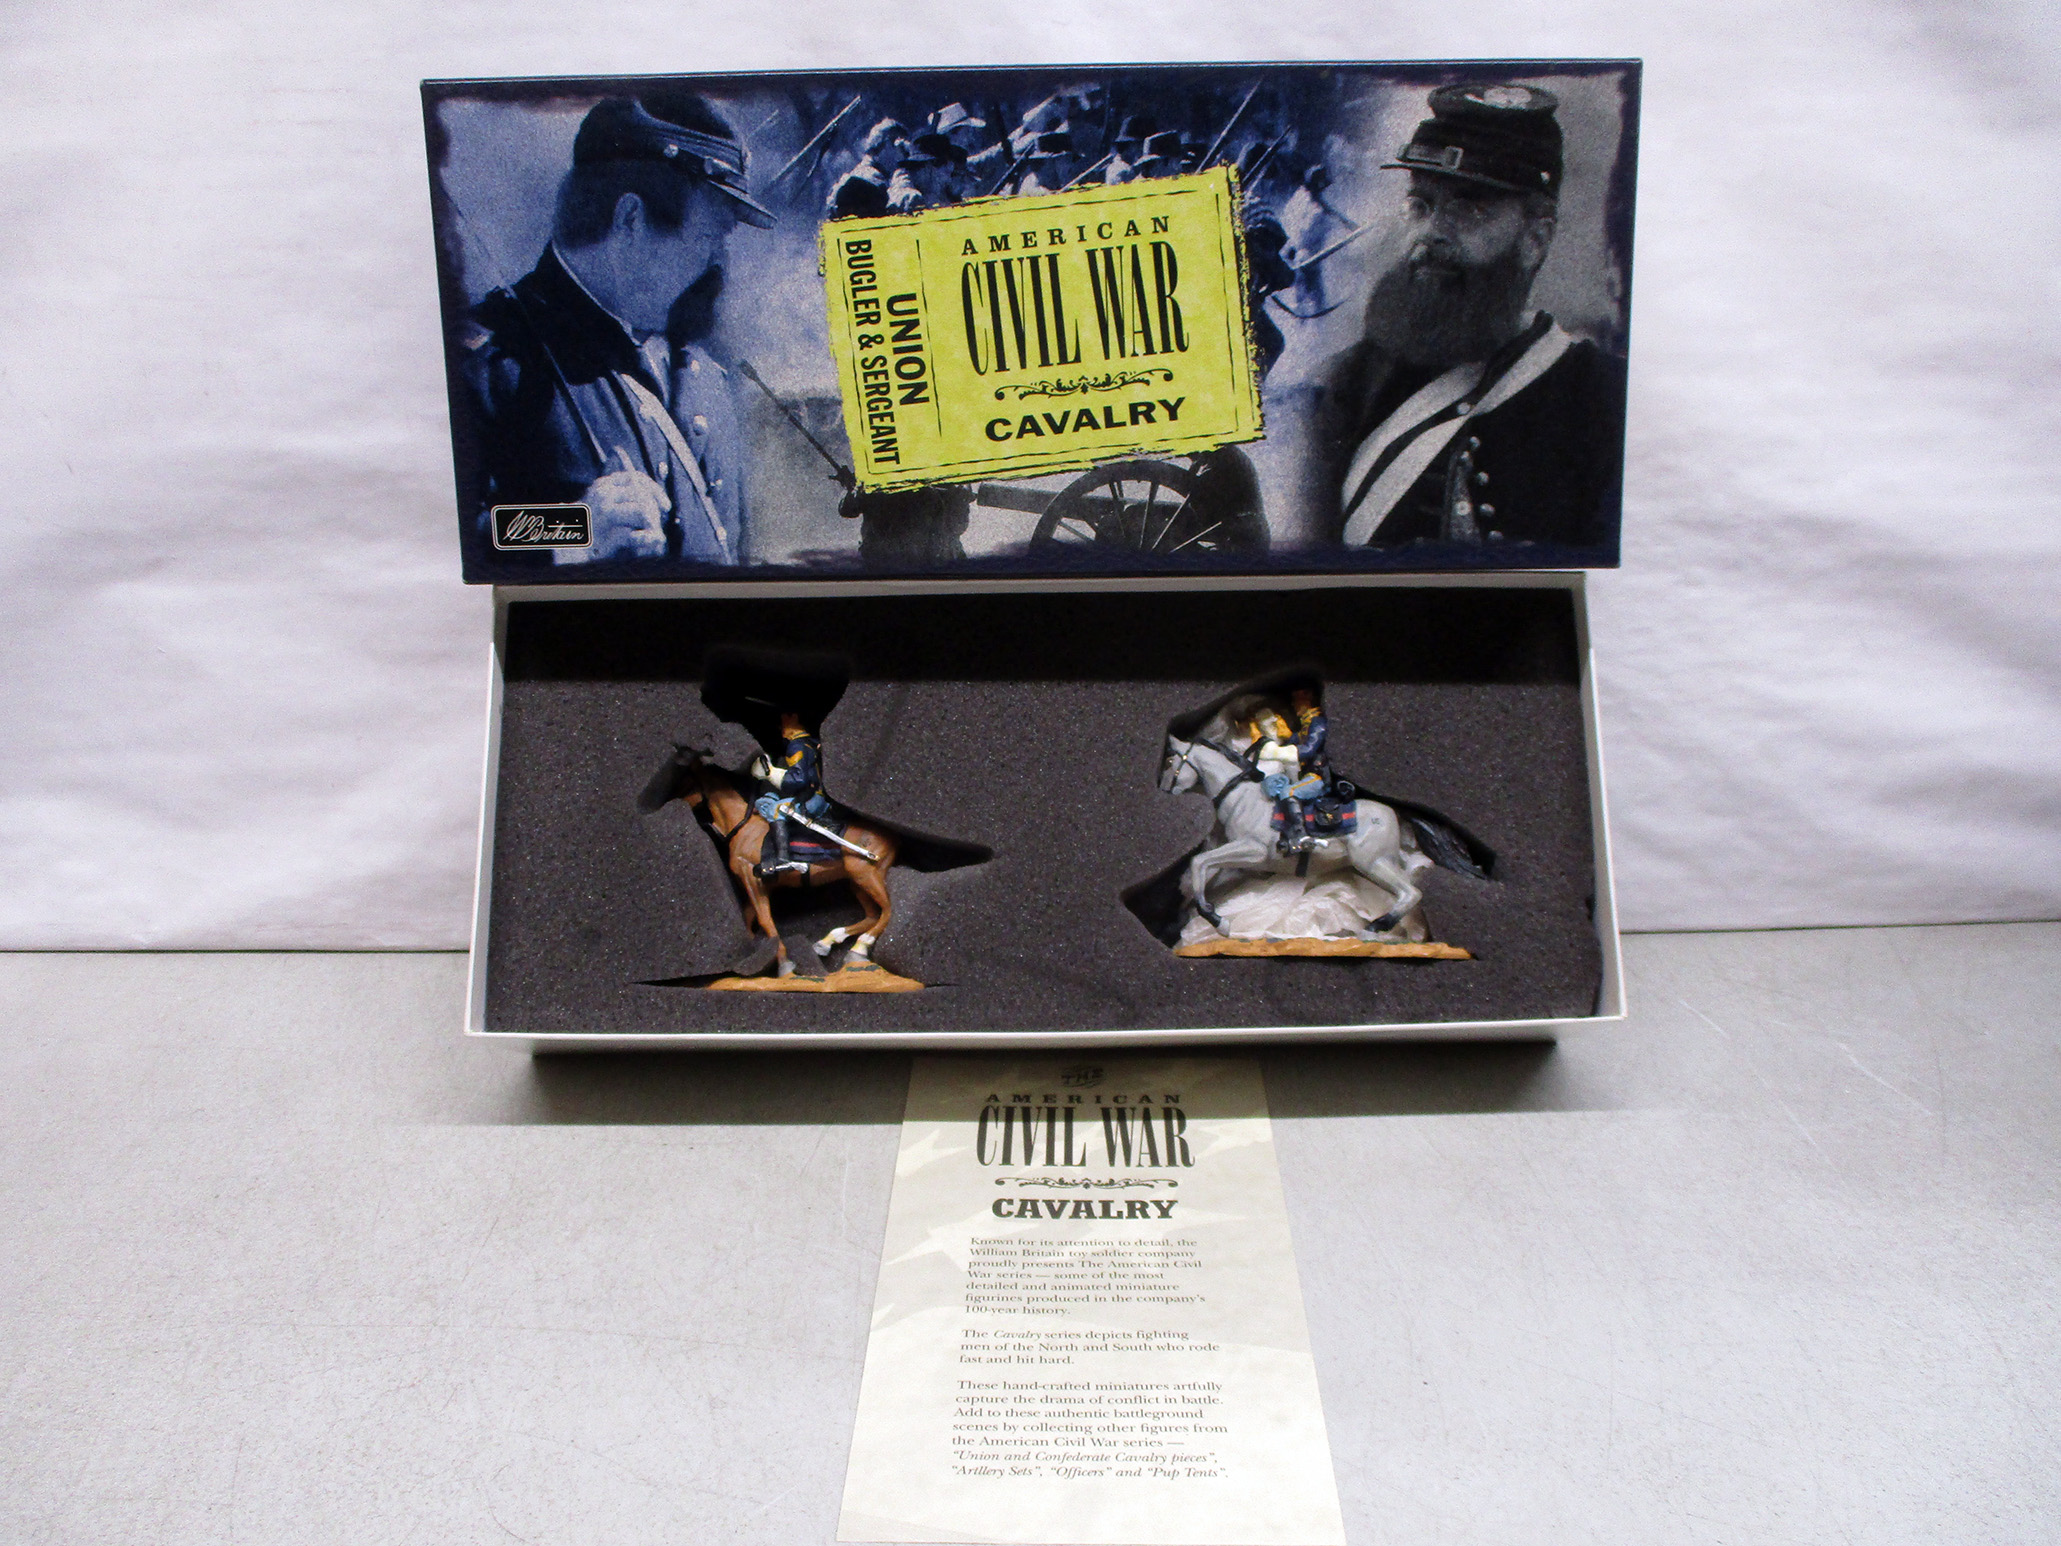 AMERICAN
CIVIL WAR
CAVALRY
UNION
BUGLER & SERGEANT
WBritain
THE
AMERICAN
CIVIL WAR
CAVALRY
Known for its attention to detail, the
William Britain toy soldier company
proudly presents The American Civil
War series — some of the most
detailed and animated miniature
figurines produced in the company's
100-year history.
The Cavalry series depicts fighting
men of the North and South who rode
fast and hit hard.
These hand-crafted miniatures artfully
capture the drama of conflict in battle.
Add to these authentic battleground
scenes by collecting other figures from
the American Civil War series —
"Union and Confederate Cavalry pieces",
"Artillery Sets", "Officers" and "Pup Tents".